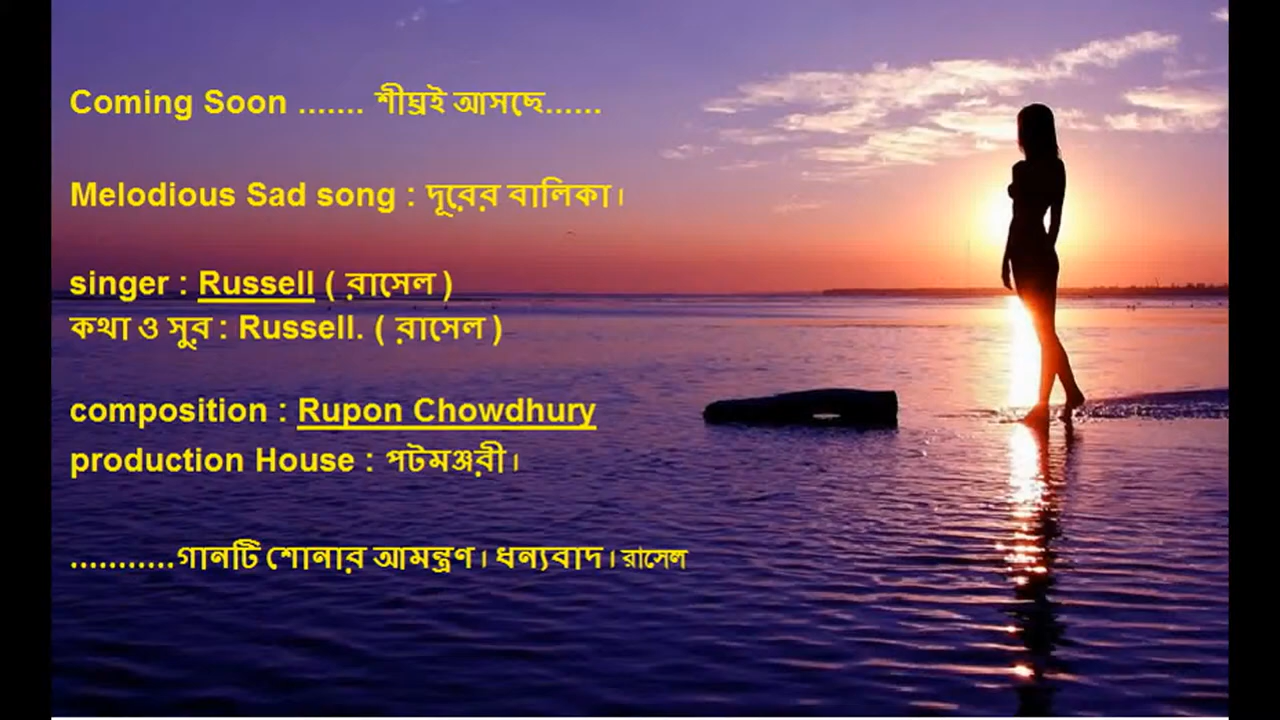 Coming Soon ....... শীঘ্রই আসছে......
Melodious Sad song : দূরের বালিকা।
singer : Russell ( রাসেল )
কথা ও সুর : Russell. ( রাসেল )
composition : Rupon Chowdhury
production House : পটমঞ্জরী।
...........গানটি শোনার আমন্ত্রণ। ধন্যবাদ। রাসেল